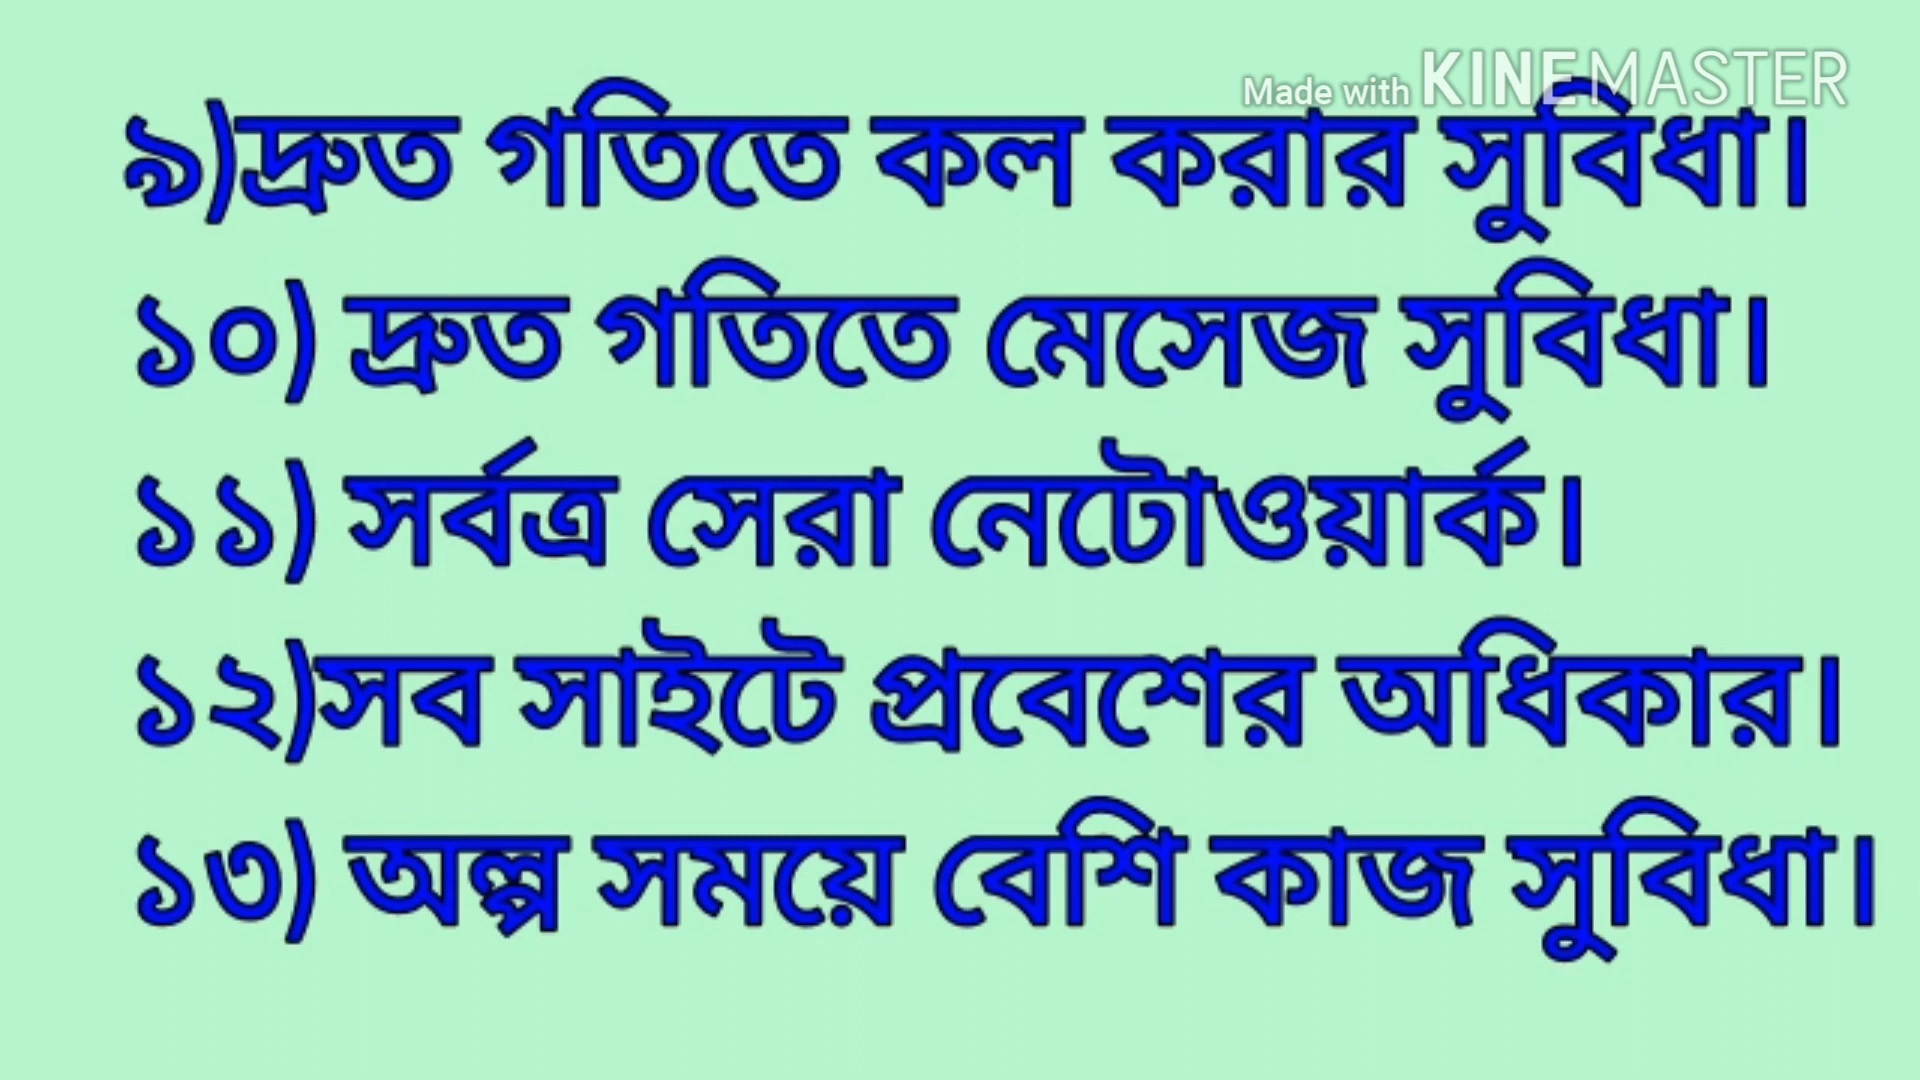 Made with KINEMASTER
৯)দ্রুত গতিতে কল করার সুবিধা।
১০) দ্রুত গতিতে মেসেজ সুবিধা।
১১) সর্বত্র সেরা নেটোওয়ার্ক।
১২)সব সাইটে প্রবেশের অধিকার।
১৩) অল্প সময়ে বেশি কাজ সুবিধা।